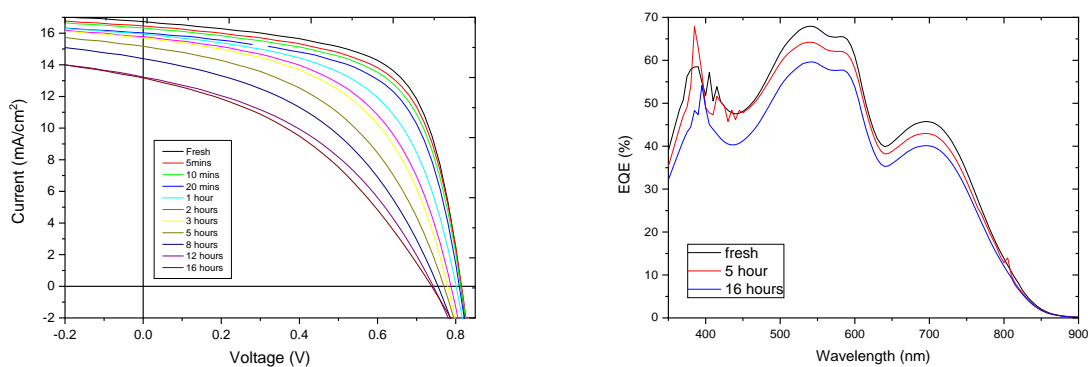 16
14
12
10
8
6
4
2
0
-2
-0.2
0.0
0.2
0.4
0.6
0.8
Current (mA/cm²)
Voltage (V)
Fresh
5mins
10 mins
20 mins
1 hour
2 hours
3 hours
5 hours
8 hours
12 hours
16 hours
70
60
50
40
30
20
10
0
400
500
600
700
800
900
EQE (%)
Wavelength (nm)
fresh
5 hour
16 hours